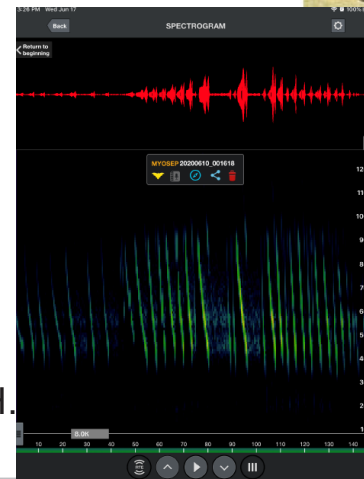 3:26 PM Wed Jun 17
100%
Back
SPECTROGRAM
Return to
beginning
MYOSEP 20200610_001618
12
11
10
9
8
7
6
5
4
3
2
1
8.0K
10 20 30 40 50 60 70 80 90 100 110 120 130 140